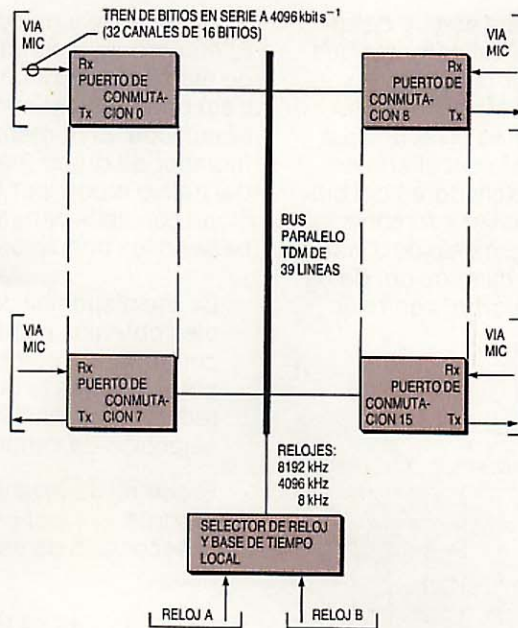 TREN DE BITIOS EN SERIE A 4096 kbit s⁻¹
(32 CANALES DE 16 BITIOS)
VIA
MIC
Rx
PUERTO DE
CONMUTA-
Tx CION 0
VIA
MIC
Rx
PUERTO DE
CONMUTA-
CION 8 Tx
BUS
PARALELO
TDM DE
39 LINEAS
VIA
MIC
Rx
PUERTO DE
CONMUTA-
Tx CION 7
VIA
MIC
Rx
PUERTO DE
CONMUTA-
CION 15 Tx
RELOJES:
8192 kHz
4096 kHz
8 kHz
SELECTOR DE RELOJ
Y BASE DE TIEMPO
LOCAL
RELOJ A
RELOJ B